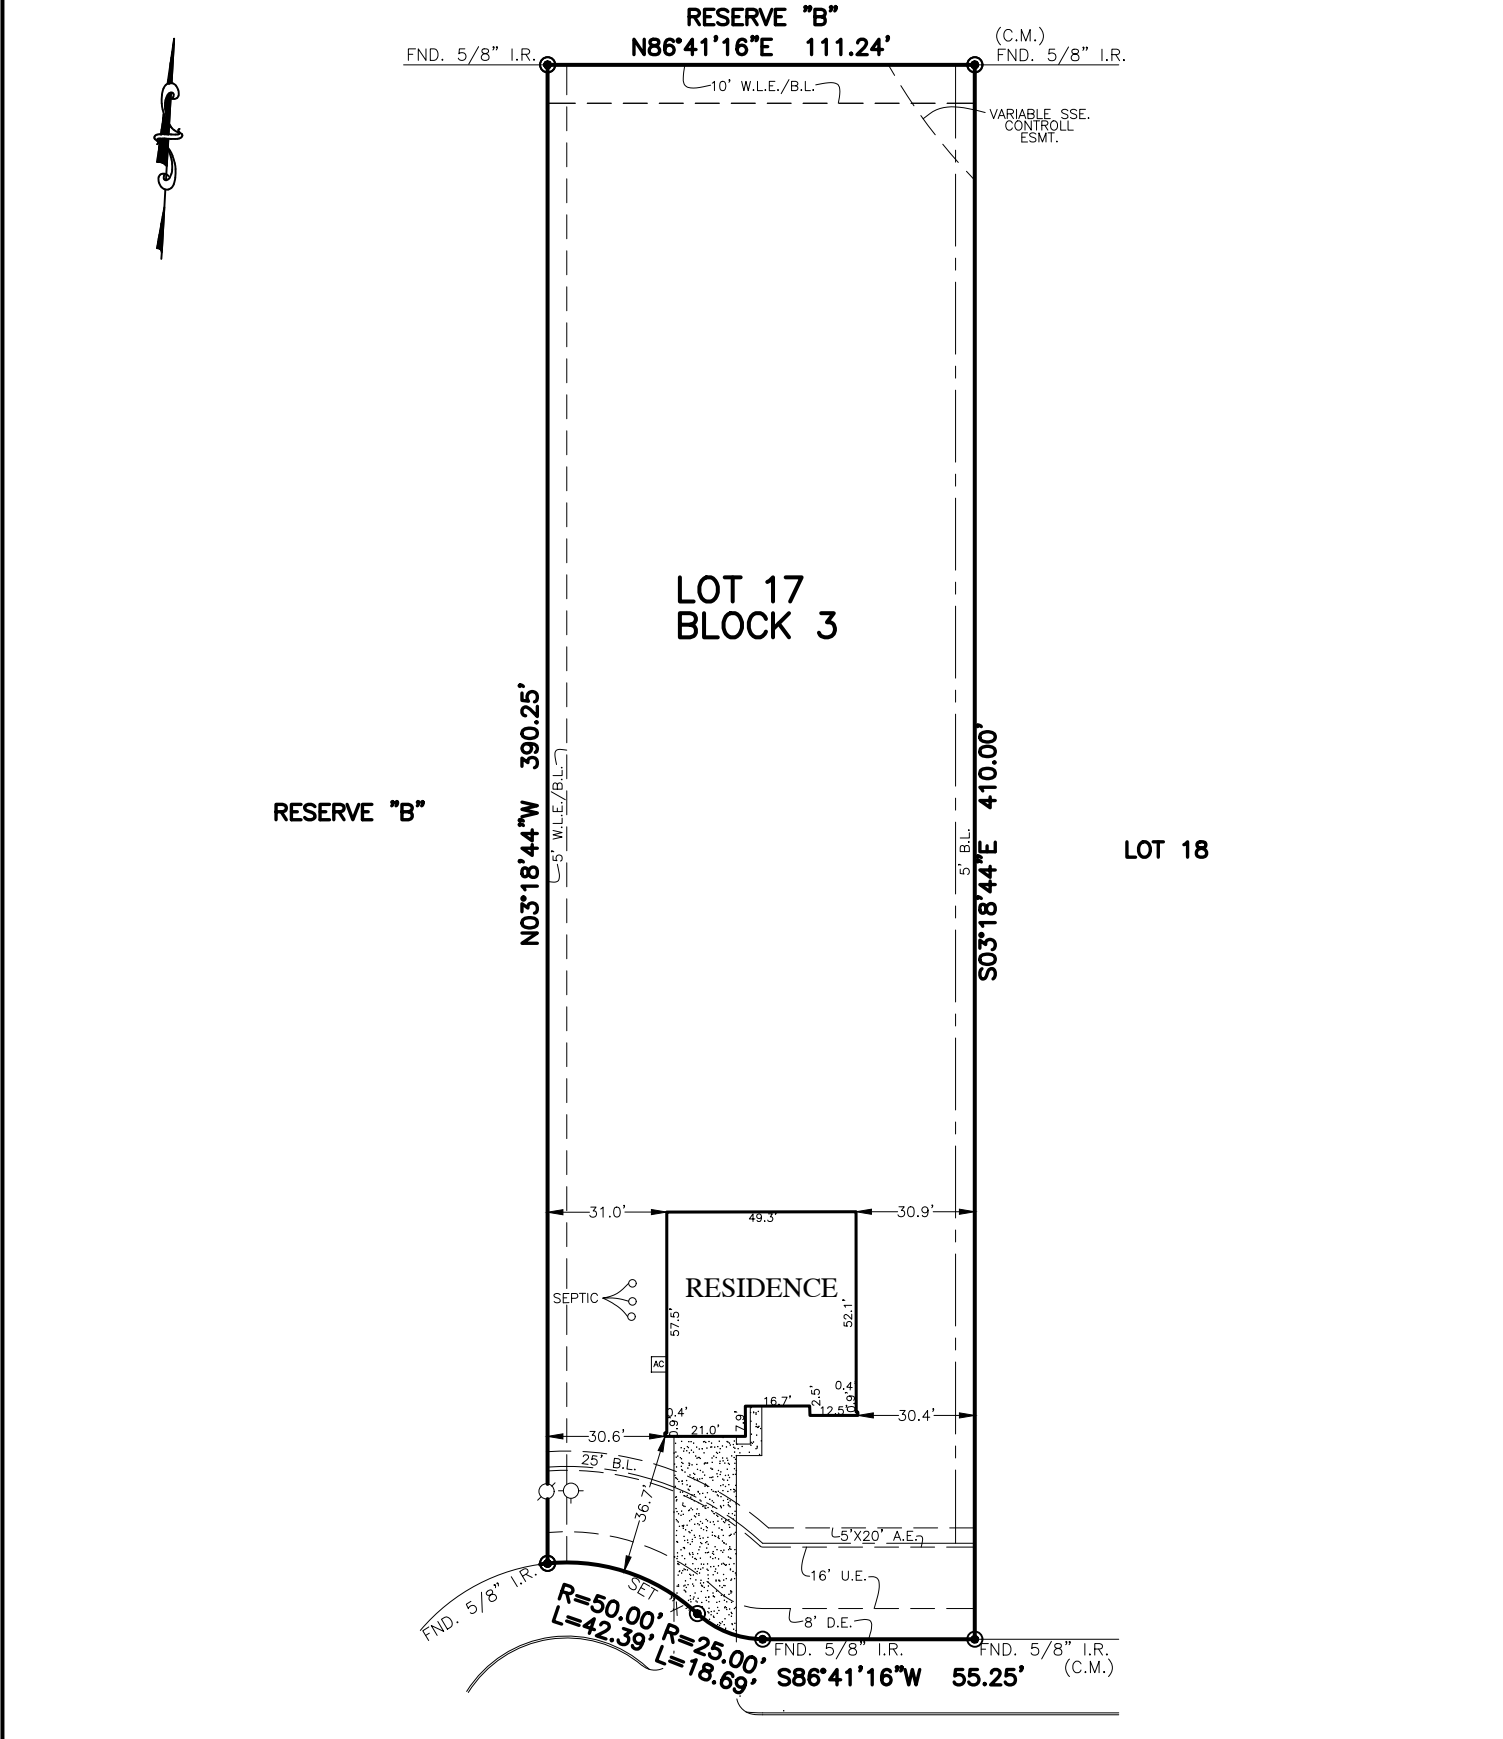 RESERVE "B"
N86°41'16"E 111.24'
FND. 5/8" I.R.
(C.M.)
FND. 5/8" I.R.
10' W.L.E./B.L.
VARIABLE SSE.
CONTROLL
ESMT.
LOT 17
BLOCK 3
N03°18'44"W 390.25'
5' W.L.E./B.L.
RESERVE "B"
S03°18'44"E 410.00'
5' B.L.
LOT 18
31.0'
49.3'
30.9'
RESIDENCE
SEPTIC
57.5'
52.1'
AC
0.4'
0.9'
21.0'
7.9'
16.7'
2.5'
12.5'
0.4'
0.9'
30.6'
30.4'
25' B.L.
36.7'
5'X20' A.E.
16' U.E.
8' D.E.
SET
FND. 5/8" I.R.
R=50.00'
L=42.39'
R=25.00'
L=18.69'
FND. 5/8" I.R.
FND. 5/8" I.R.
(C.M.)
S86°41'16"W 55.25'